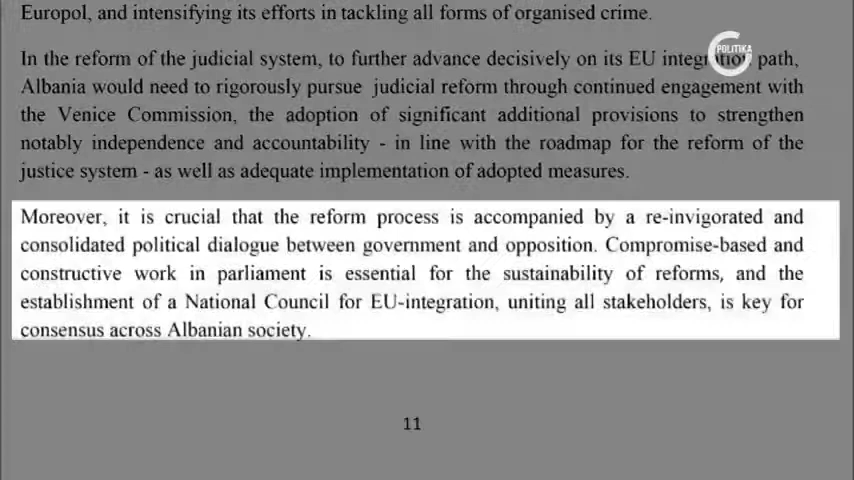 Europol, and intensifying its efforts in tackling all forms of organised crime.
POLITIKA
In the reform of the judicial system, to further advance decisively on its EU integration path,
Albania would need to rigorously pursue judicial reform through continued engagement with
the Venice Commission, the adoption of significant additional provisions to strengthen
notably independence and accountability - in line with the roadmap for the reform of the
justice system - as well as adequate implementation of adopted measures.
Moreover, it is crucial that the reform process is accompanied by a re-invigorated and
consolidated political dialogue between government and opposition. Compromise-based and
constructive work in parliament is essential for the sustainability of reforms, and the
establishment of a National Council for EU-integration, uniting all stakeholders, is key for
consensus across Albanian society.
11